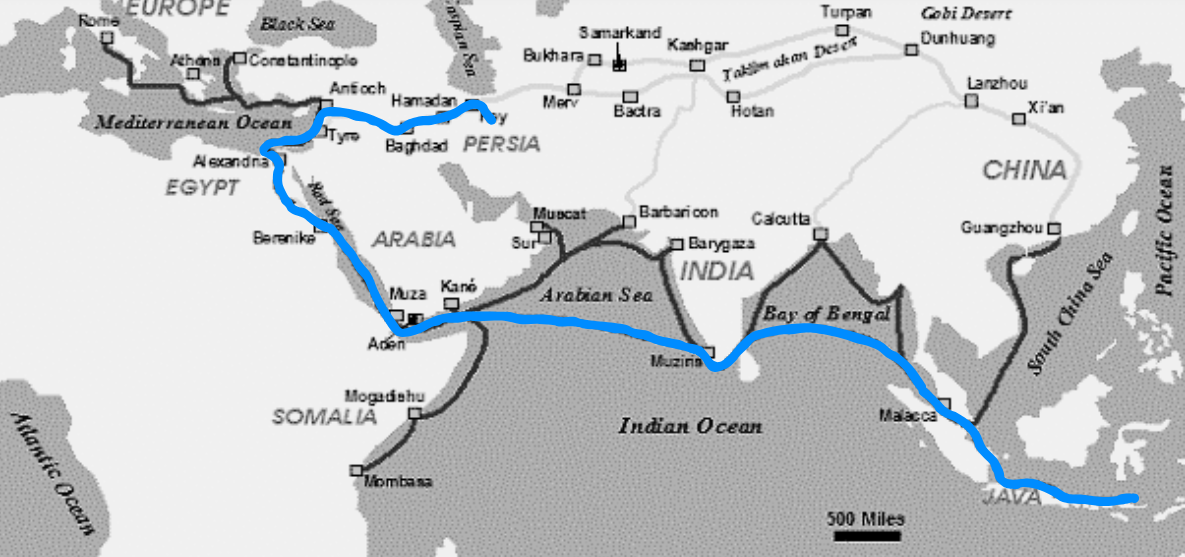 EUROPE
Rome
Black Sea
Caspian Sea
Samarkand
Turpan
Gobi Desert
Athens
Constantinople
Bukhara
Kashgar
Taklimakan Desert
Dunhuang
Antioch
Hamadan
Merv
Bactra
Hotan
Lanzhou
Xi'an
Mediterranean Ocean
Tyre
Baghdad
PERSIA
Alexandria
EGYPT
Red Sea
CHINA
Pacific Ocean
Berenike
ARABIA
Muscat
Sur
Barbaricon
Barygaza
Calcutta
Guangzhou
INDIA
Muza
Kané
Arabian Sea
Bay of Bengal
South China Sea
Aden
Muziris
Mogadishu
SOMALIA
Malacca
Atlantic Ocean
Indian Ocean
Mombasa
JAVA
500 Miles